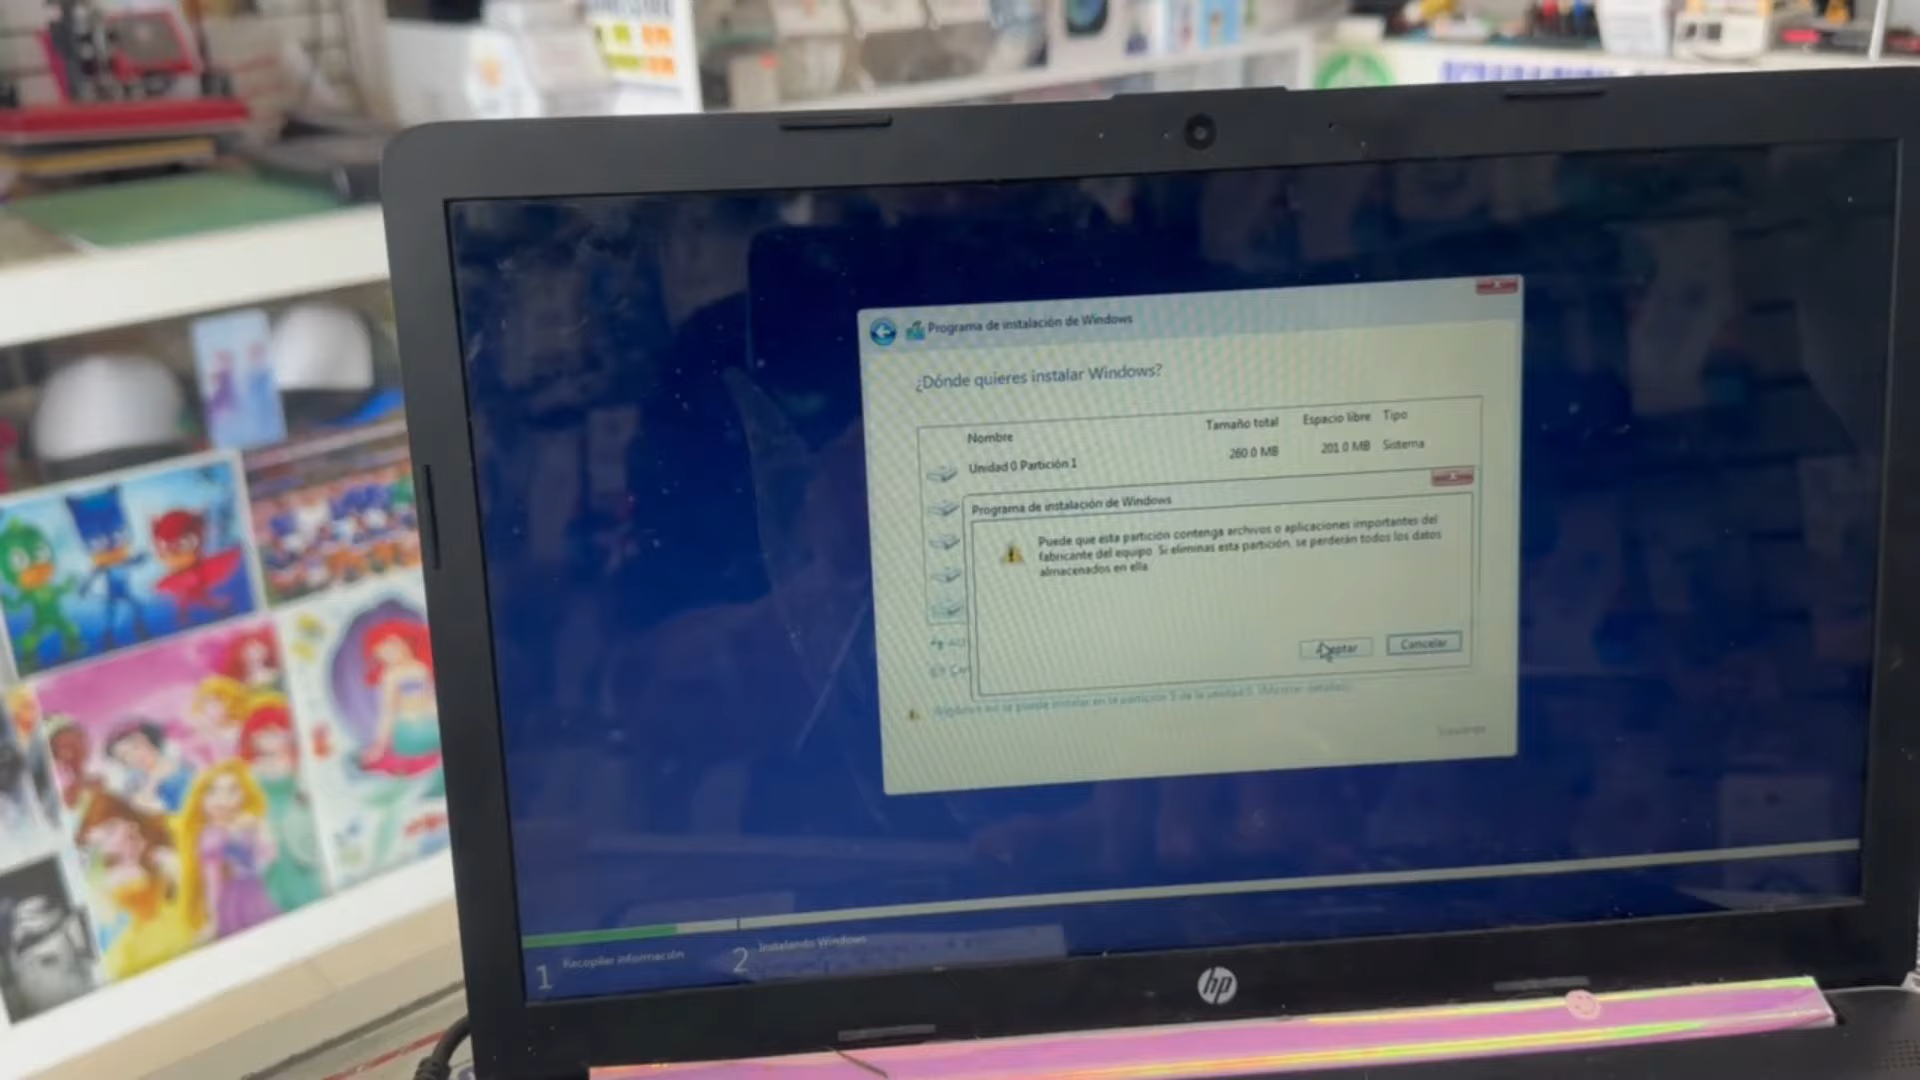 Programa de instalación de Windows
¿Dónde quieres instalar Windows?
Nombre Tamaño total Espacio libre Tipo
Unidad 0 Partición 1 260.0 MB 201.0 MB Sistema
Programa de instalación de Windows
Puede que esta partición contenga archivos o aplicaciones importantes del
fabricante del equipo. Si eliminas esta partición, se perderán todos los datos
almacenados en ella.
Aceptar Cancelar
1 Recopilar información 2 Instalando Windows
hp